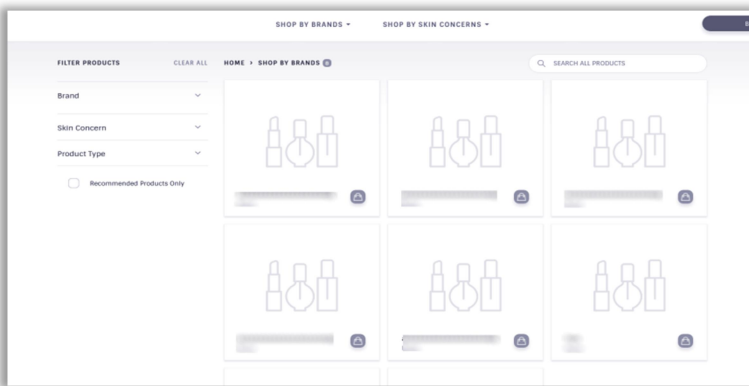 SHOP BY BRANDS
SHOP BY SKIN CONCERNS
FILTER PRODUCTS
CLEAR ALL
HOME > SHOP BY BRANDS
SEARCH ALL PRODUCTS
Brand
Skin Concern
Product Type
Recommended Products Only